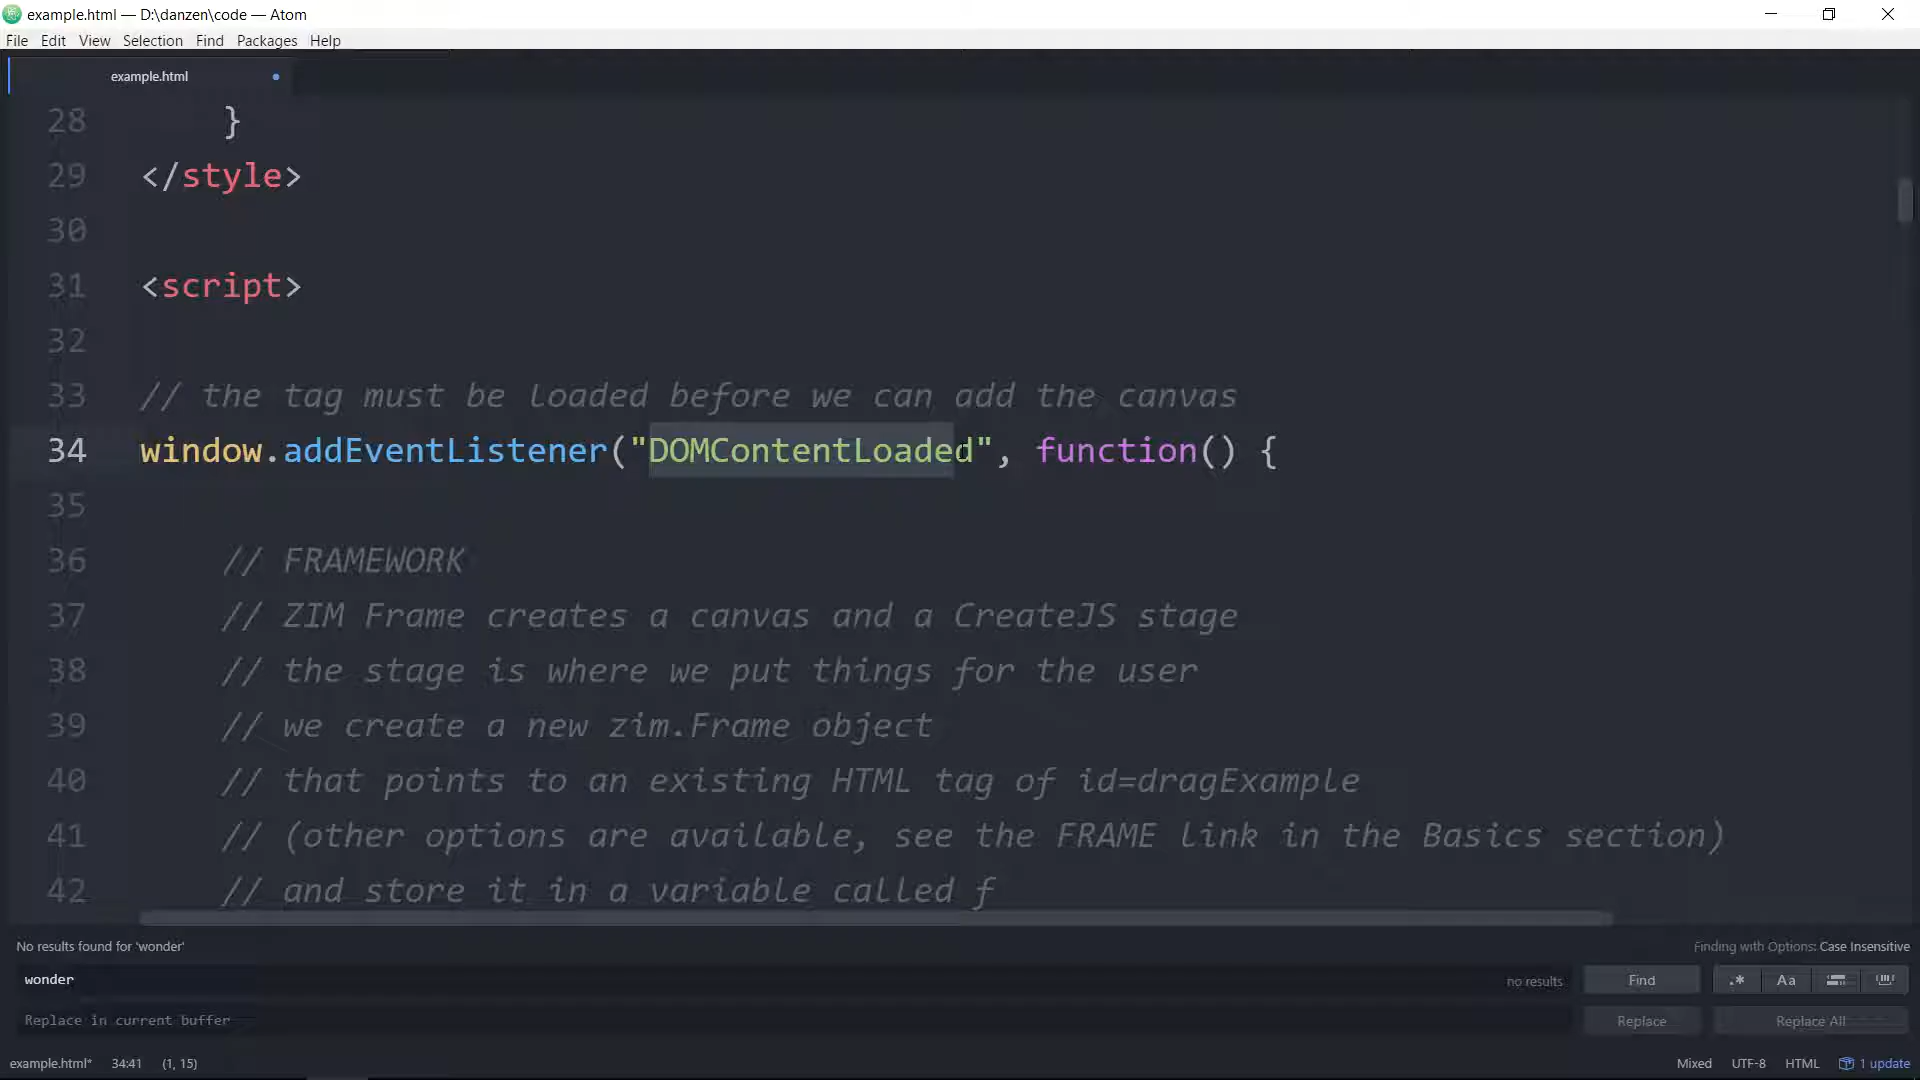 example.html — D:\danzen\code — Atom
File Edit View Selection Find Packages Help
example.html
28 }
29 </style>
30
31 <script>
32
33 // the tag must be loaded before we can add the canvas
34 window.addEventListener("DOMContentLoaded", function() {
35
36 // FRAMEWORK
37 // ZIM Frame creates a canvas and a CreateJS stage
38 // the stage is where we put things for the user
39 // we create a new zim.Frame object
40 // that points to an existing HTML tag of id=dragExample
41 // (other options are available, see the FRAME link in the Basics section)
42 // and store it in a variable called f
No results found for 'wonder' Finding with Options: Case Insensitive
wonder no results Find .* Aa
Replace in current buffer Replace Replace All
example.html* 34:41 (1, 15) Mixed UTF-8 HTML 1 update